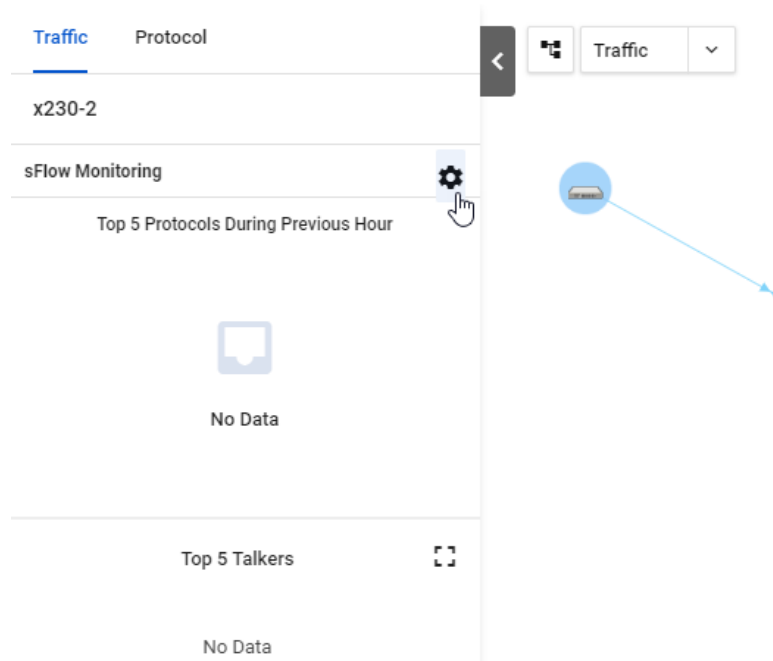 Traffic Protocol
Traffic
x230-2
sFlow Monitoring
Top 5 Protocols During Previous Hour
No Data
Top 5 Talkers
No Data